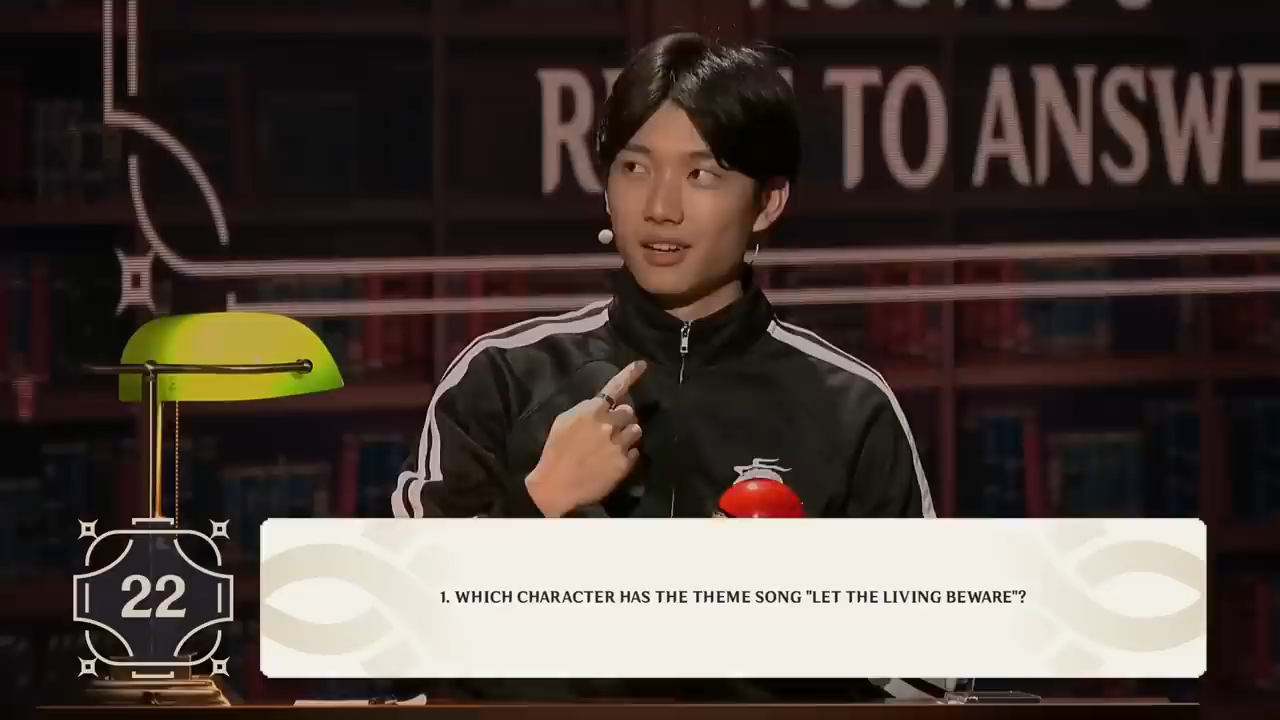 TO ANSWE
22
1. WHICH CHARACTER HAS THE THEME SONG "LET THE LIVING BEWARE"?